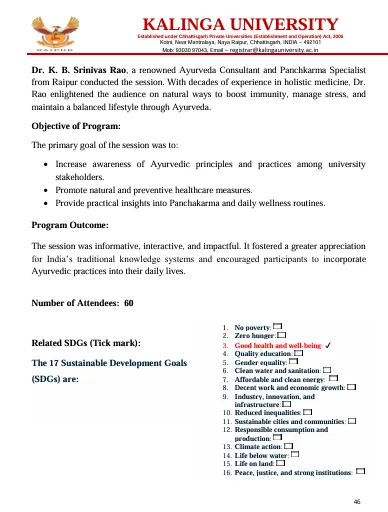 KALINGA UNIVERSITY
Established under Chhattisgarh Private Universities (Establishment and Operation) Act, 2005
Kotni, Near Mantralaya, Naya Raipur, Chhattisgarh, INDIA – 492101
Mob: 93030 97043, Email – registrar@kalingauniversity.ac.in
RAIPUR
Dr. K. B. Srinivas Rao, a renowned Ayurveda Consultant and Panchkarma Specialist
from Raipur conducted the session. With decades of experience in holistic medicine, Dr.
Rao enlightened the audience on natural ways to boost immunity, manage stress, and
maintain a balanced lifestyle through Ayurveda.
Objective of Program:
The primary goal of the session was to:
• Increase awareness of Ayurvedic principles and practices among university
stakeholders.
• Promote natural and preventive healthcare measures.
• Provide practical insights into Panchakarma and daily wellness routines.
Program Outcome:
The session was informative, interactive, and impactful. It fostered a greater appreciation
for India's traditional knowledge systems and encouraged participants to incorporate
Ayurvedic practices into their daily lives.
Number of Attendees: 60
Related SDGs (Tick mark):
The 17 Sustainable Development Goals
(SDGs) are:
1. No poverty: ☐
2. Zero hunger: ☐
3. Good health and well-being: ✓
4. Quality education: ☐
5. Gender equality: ☐
6. Clean water and sanitation: ☐
7. Affordable and clean energy: ☐
8. Decent work and economic growth: ☐
9. Industry, innovation, and
infrastructure: ☐
10. Reduced inequalities: ☐
11. Sustainable cities and communities: ☐
12. Responsible consumption and
production: ☐
13. Climate action: ☐
14. Life below water: ☐
15. Life on land: ☐
16. Peace, justice, and strong institutions: ☐
46